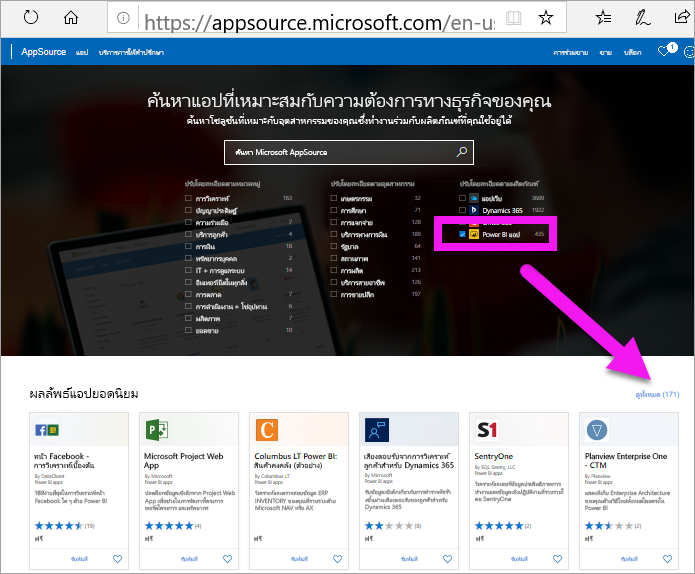 https://appsource.microsoft.com/en-us
AppSource แอป บริการการให้คำปรึกษา การช่วยขาย ขาย บล็อก 1
ค้นหาแอปที่เหมาะสมกับความต้องการทางธุรกิจของคุณ
ค้นหาโซลูชันที่เหมาะกับอุตสาหกรรมของคุณซึ่งทำงานร่วมกับผลิตภัณฑ์ที่คุณใช้อยู่ได้
ค้นหา Microsoft AppSource
ปรับโดยละเอียดตามหมวดหมู่
การวิเคราะห์ 163
ปัญญาประดิษฐ์
ความร่วมมือ 7
บริการลูกค้า 4
การเงิน 18
ทรัพยากรบุคคล 2
IT + การดูแลระบบ 14
อินเทอร์เน็ตในทุกสิ่ง
การตลาด
การดำเนินงาน + โซ่อุปทาน
ผลิตภาพ 7
ยอดขาย 10
ปรับโดยละเอียดตามอุตสาหกรรม
เกษตรกรรม 32
การศึกษา 71
การแจกจ่าย 128
บริการทางการเงิน 189
รัฐบาล 64
สถานภาพ 141
การผลิต 213
บริการสายอาชีพ 126
การขายปลีก 197
ปรับโดยละเอียดตามผลิตภัณฑ์
แอปเว็บ 3689
Dynamics 365 1922
Power BI แอป 435
ผลลัพธ์แอปยอดนิยม ดูทั้งหมด (171)
หน้า Facebook -
การวิเคราะห์เบื้องต้น
By DataChant
Power BI apps
วิธีง่ายที่สุดในการวิเคราะห์หน้า
Facebook ใด ๆ ด้วย Power BI
(19)
ฟรี
รับทันที
Microsoft Project Web
App
By Microsoft
Power BI apps
(4)
ฟรี
รับทันที
Columbus LT Power BI:
สินค้าคงคลัง (ตัวอย่าง)
By Columbus LT
Power BI apps
ฟรี
รับทันที
เสียงตอบรับจากการวิเคราะห์
ลูกค้าสำหรับ Dynamics 365
By Microsoft
Power BI apps
(8)
ฟรี
รับทันที
SentryOne
By SQL Sentry, LLC
Power BI apps
(2)
ฟรี
รับทันที
Planview Enterprise One
- CTM
By Planview
Power BI apps
(2)
ฟรี
รับทันที